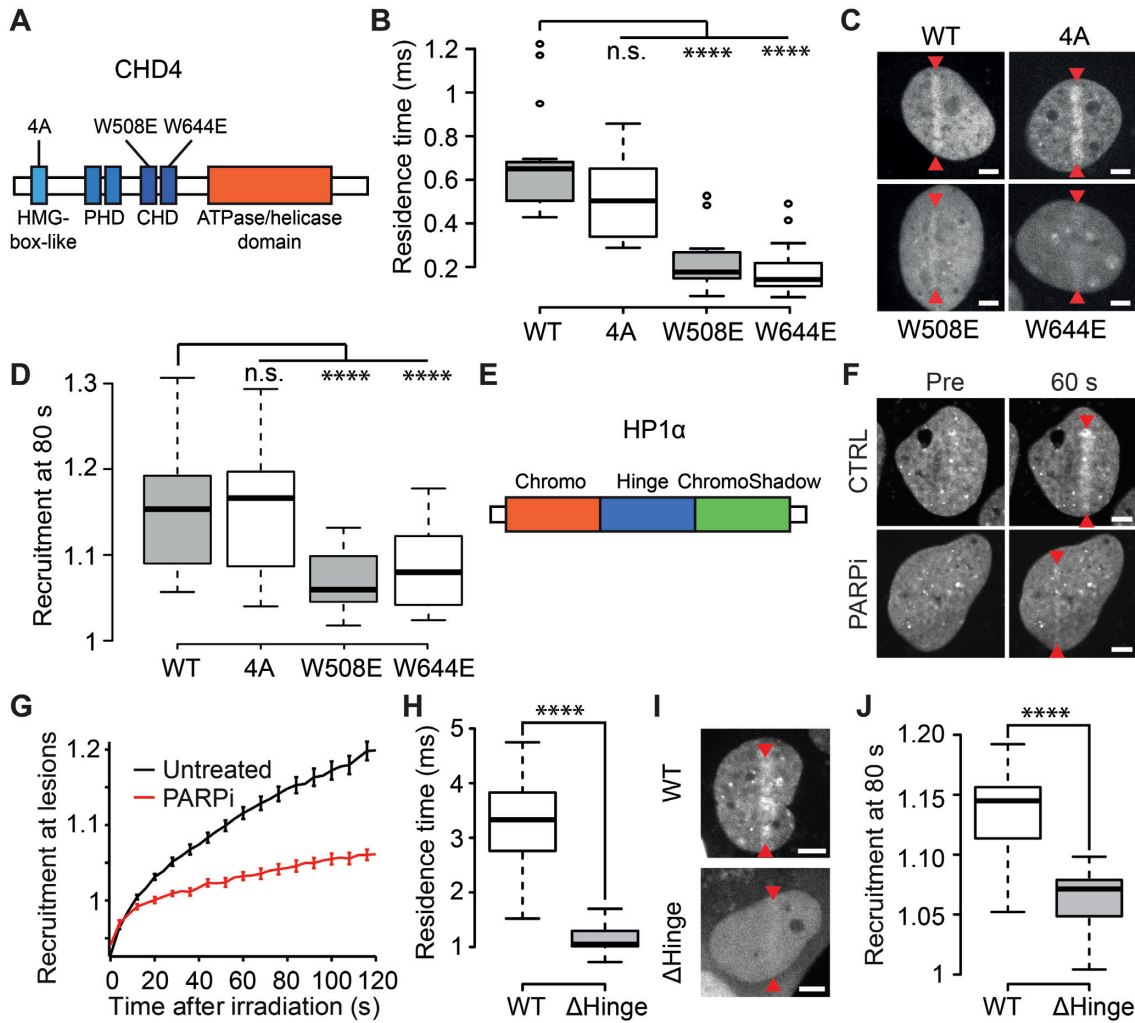 A
CHD4
4A
W508E
W644E
HMG-
box-like
PHD
CHD
ATPase/helicase
domain
B
Residence time (ms)
1.2
1
0.8
0.6
0.4
0.2
n.s.
****
****
WT
4A
W508E
W644E
C
WT
4A
W508E
W644E
D
Recruitment at 80 s
1.3
1.2
1.1
1
n.s.
****
****
WT
4A
W508E
W644E
E
HP1α
Chromo
Hinge
ChromoShadow
F
Pre
60 s
CTRL
PARPi
G
Recruitment at lesions
1.2
1.1
1
Untreated
PARPi
0
20
40
60
80
100
120
Time after irradiation (s)
H
Residence time (ms)
5
4
3
2
1
****
WT
ΔHinge
I
WT
ΔHinge
J
Recruitment at 80 s
1.20
1.15
1.10
1.05
1
****
WT
ΔHinge